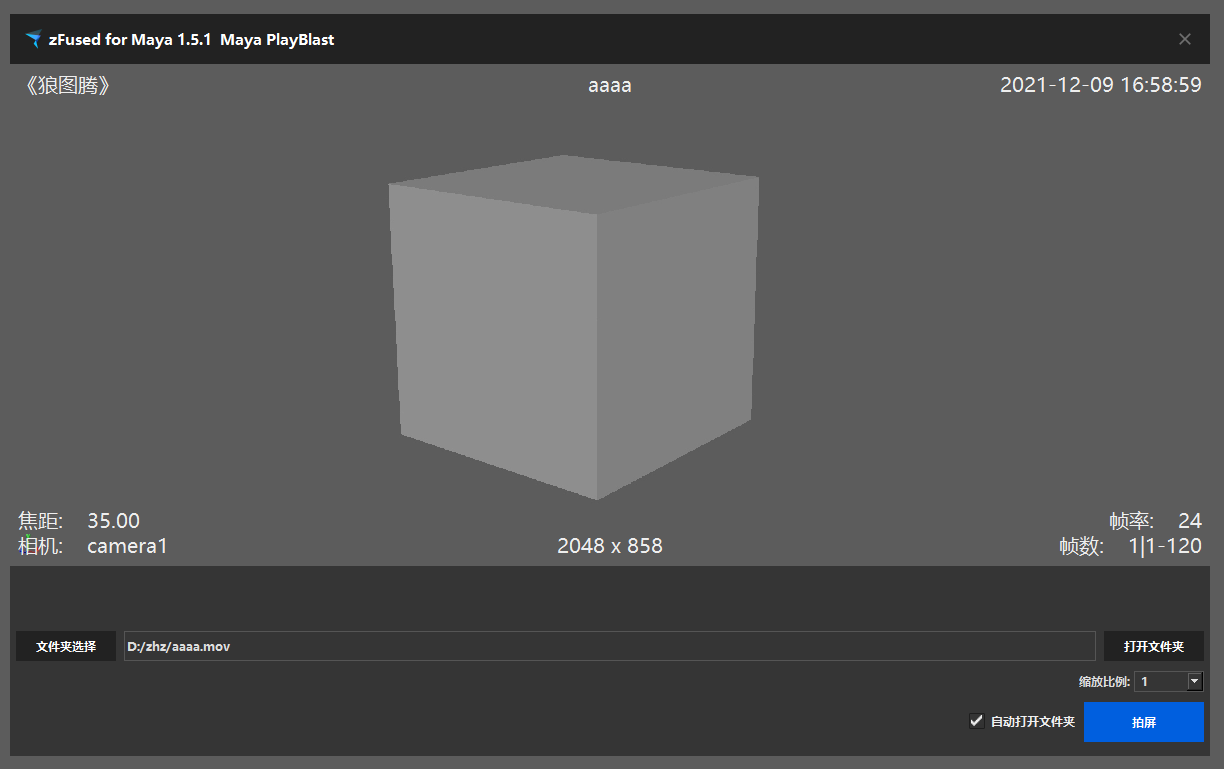 zFused for Maya 1.5.1  Maya PlayBlast
《狼图腾》 aaaa 2021-12-09 16:58:59
焦距: 35.00 帧率: 24
相机: camera1 2048 x 858 帧数: 1|1-120
文件夹选择 D:/zhz/aaaa.mov 打开文件夹
缩放比例: 1
自动打开文件夹 拍屏